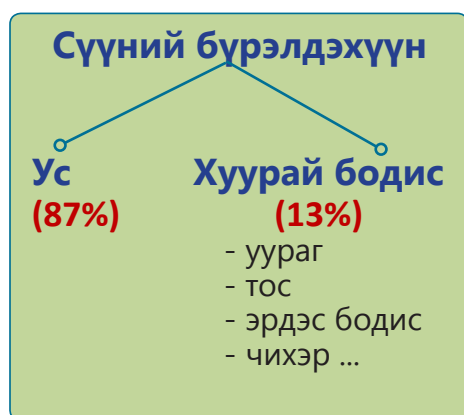 Сүүний бүрэлдэхүүн
Ус
(87%)
Хуурай бодис
(13%)
- уураг
- тос
- эрдэс бодис
- чихэр ...